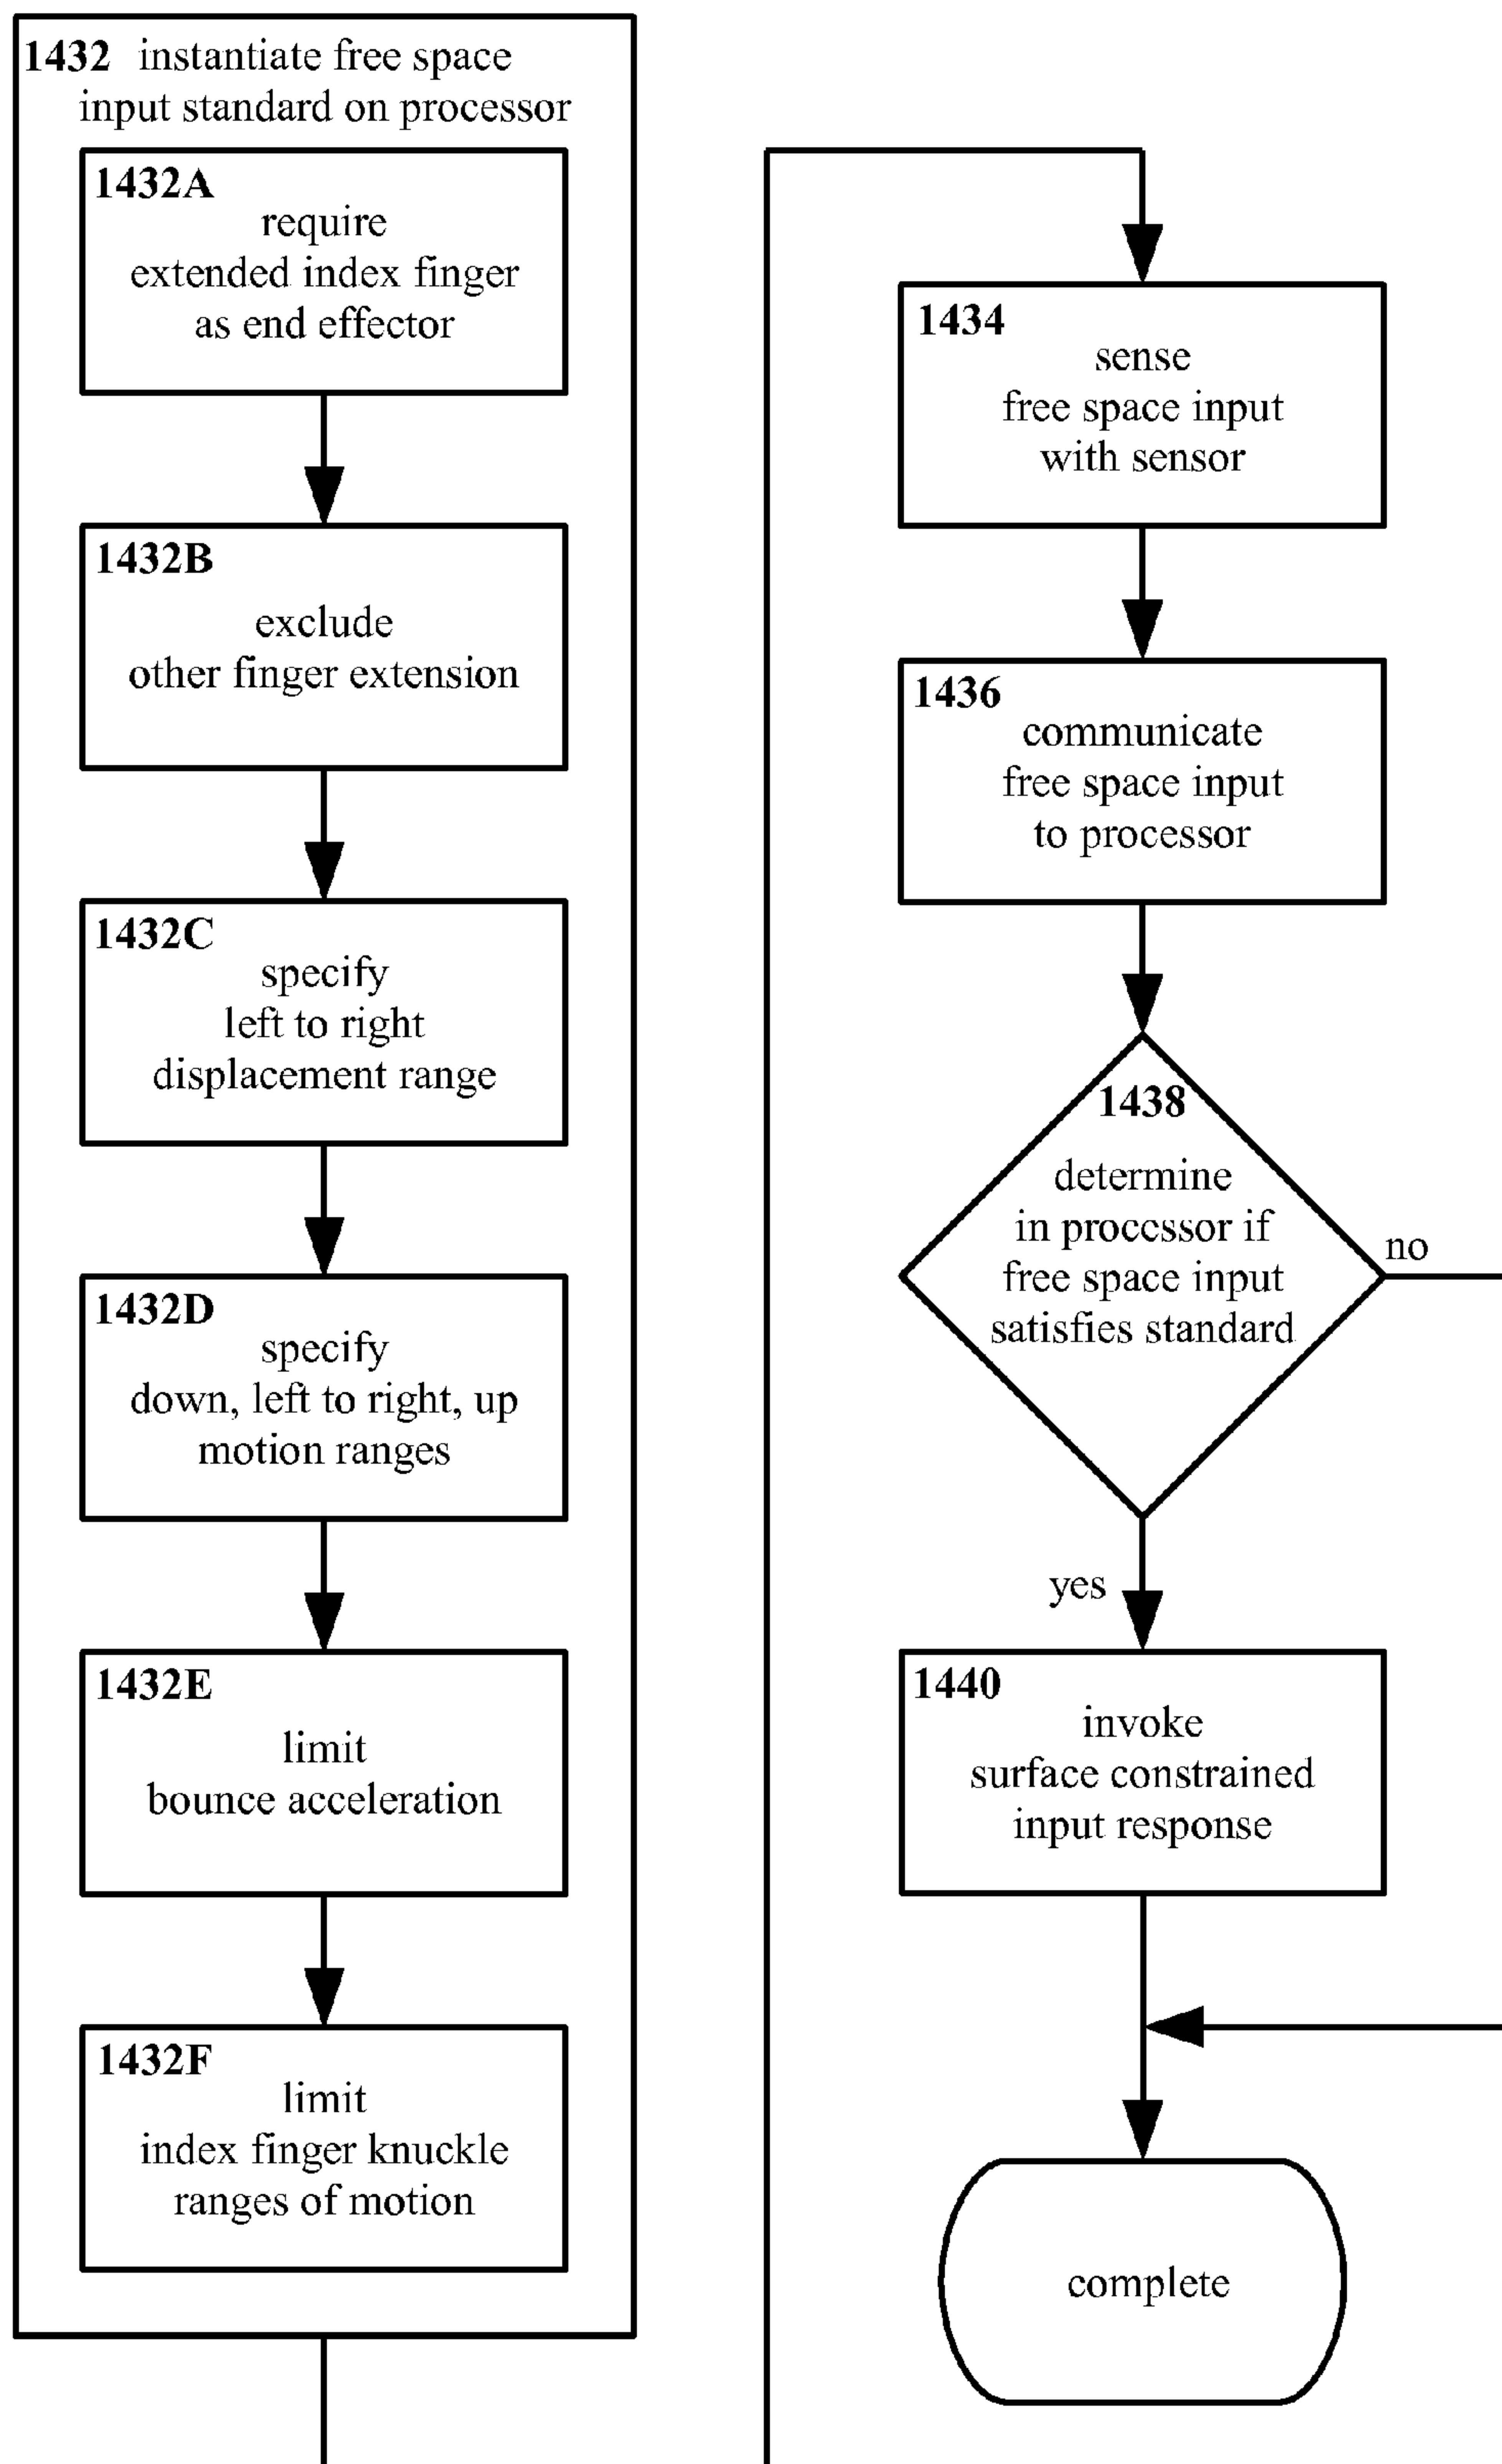 1432 instantiate free space
input standard on processor
1432A
require
extended index finger
as end effector
1432B
exclude
other finger extension
1432C
specify
left to right
displacement range
1432D
specify
down, left to right, up
motion ranges
1432E
limit
bounce acceleration
1432F
limit
index finger knuckle
ranges of motion
1434
sense
free space input
with sensor
1436
communicate
free space input
to processor
1438
determine
in processor if
free space input
satisfies standard
no
yes
1440
invoke
surface constrained
input response
complete